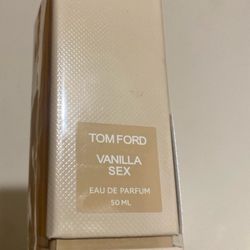 TOM FORD
VANILLA
SEX
EAU DE PARFUM
50 ML